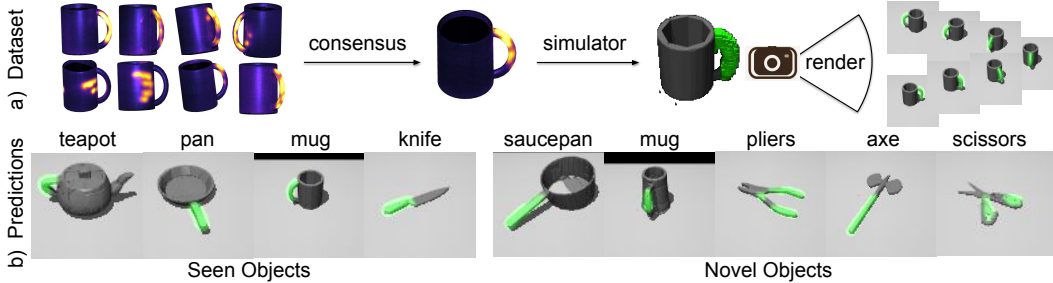 a) Dataset
consensus
simulator
render
b) Predictions
teapot
pan
mug
knife
saucepan
mug
pliers
axe
scissors
Seen Objects
Novel Objects